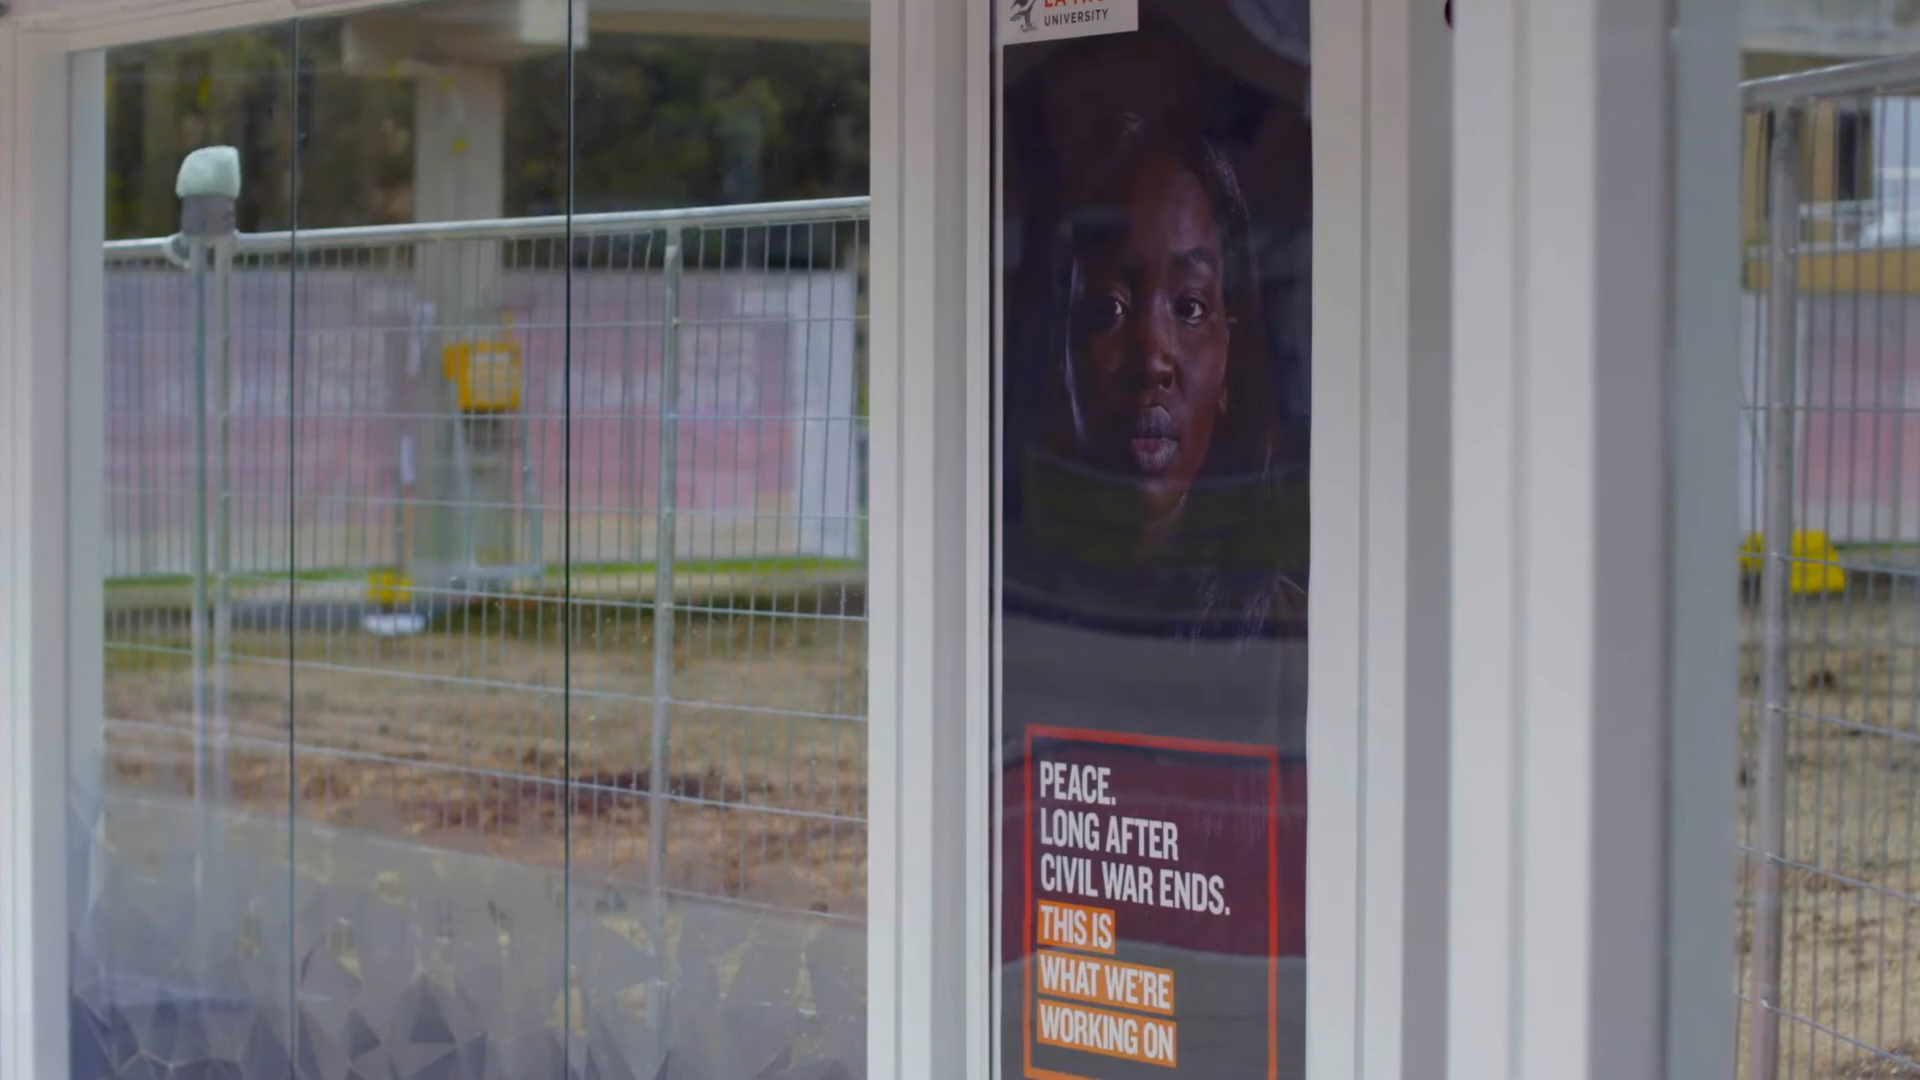 UNIVERSITY
PEACE.
LONG AFTER
CIVIL WAR ENDS.
THIS IS
WHAT WE'RE
WORKING ON